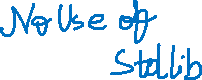 No Use of
Stdlib